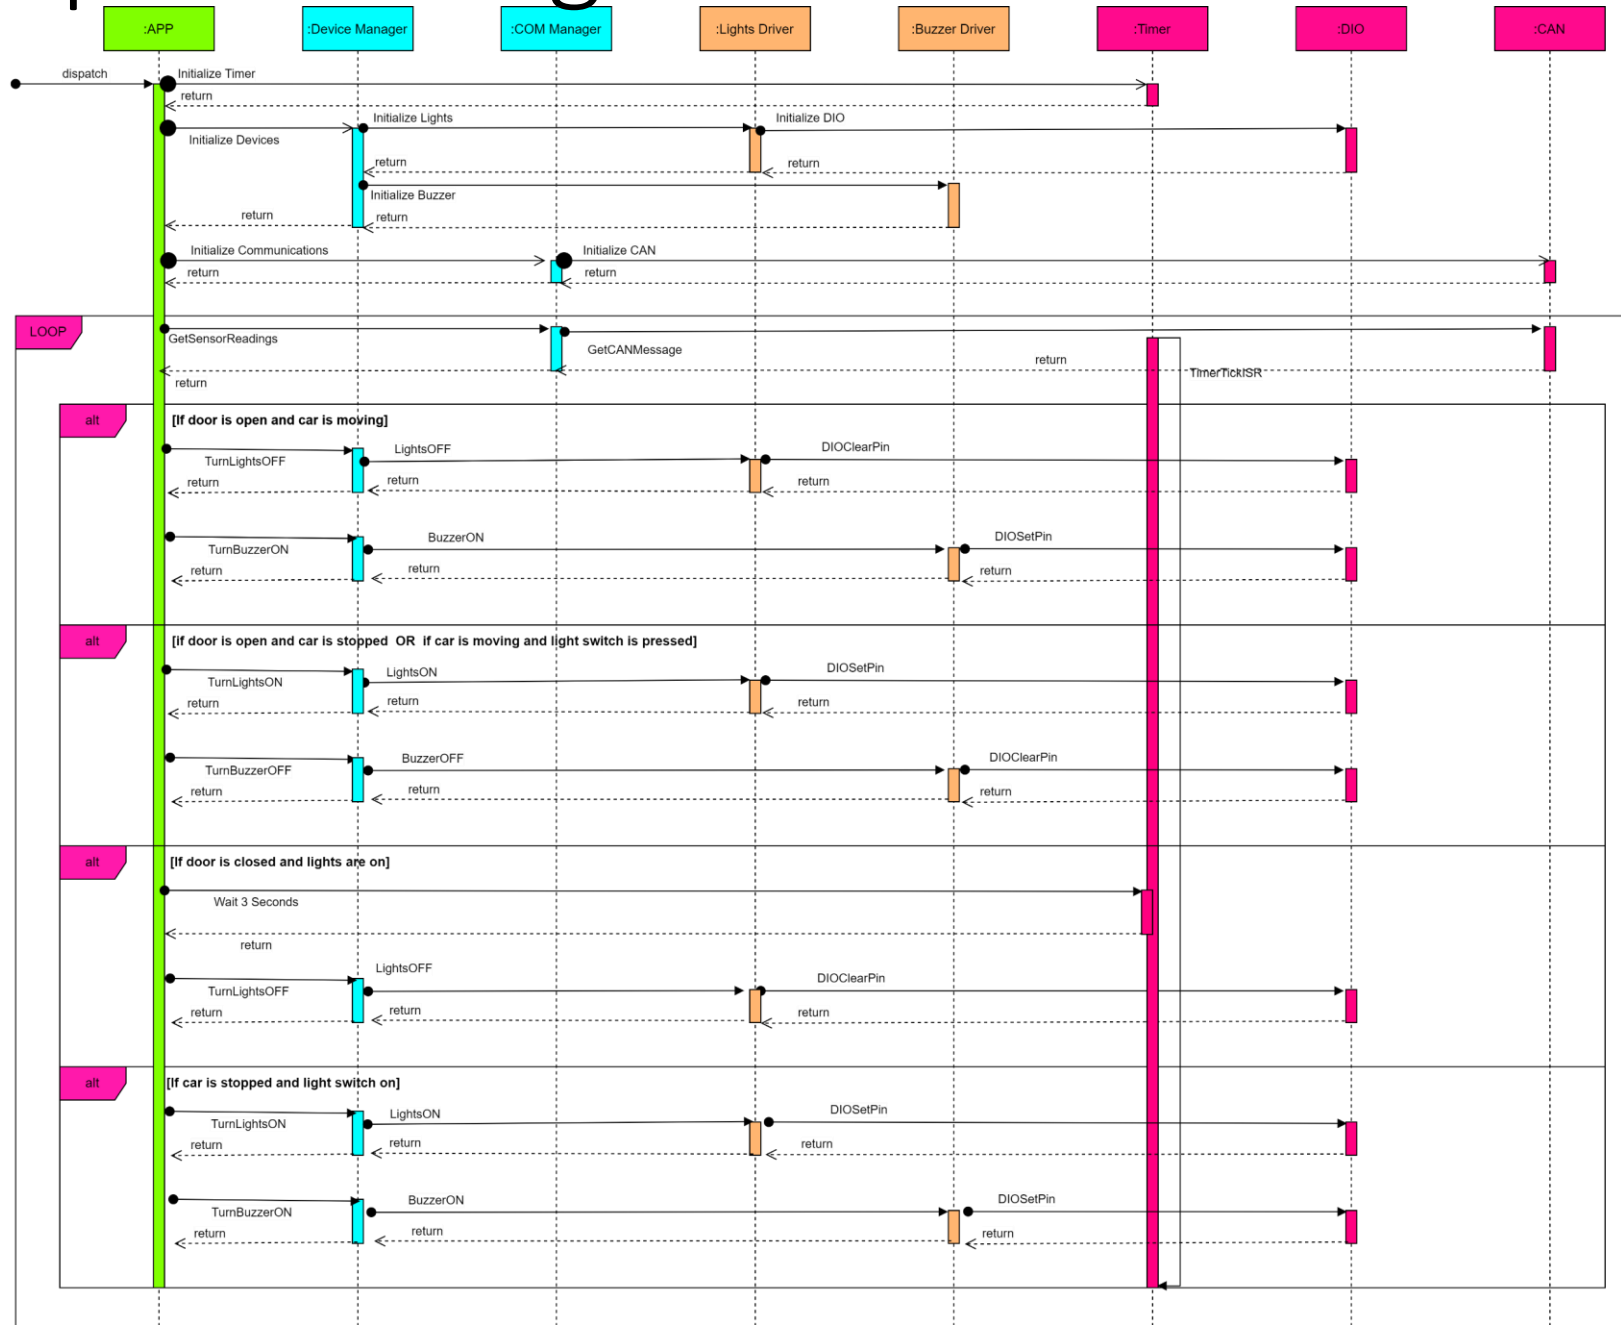 :APP
:Device Manager
:COM Manager
:Lights Driver
:Buzzer Driver
:Timer
:DIO
:CAN
dispatch
Initialize Timer
return
Initialize Devices
Initialize Lights
Initialize DIO
return
return
Initialize Buzzer
return
return
Initialize Communications
Initialize CAN
return
return
LOOP
GetSensorReadings
GetCANMessage
return
return
TimerTickISR
alt
[If door is open and car is moving]
TurnLightsOFF
LightsOFF
DIOClearPin
return
return
return
TurnBuzzerON
BuzzerON
DIOSetPin
return
return
return
alt
[if door is open and car is stopped OR if car is moving and light switch is pressed]
TurnLightsON
LightsON
DIOSetPin
return
return
return
TurnBuzzerOFF
BuzzerOFF
DIOClearPin
return
return
return
alt
[If door is closed and lights are on]
Wait 3 Seconds
return
TurnLightsOFF
LightsOFF
DIOClearPin
return
return
return
alt
[If car is stopped and light switch on]
TurnLightsON
LightsON
DIOSetPin
return
return
return
TurnBuzzerON
BuzzerON
DIOSetPin
return
return
return